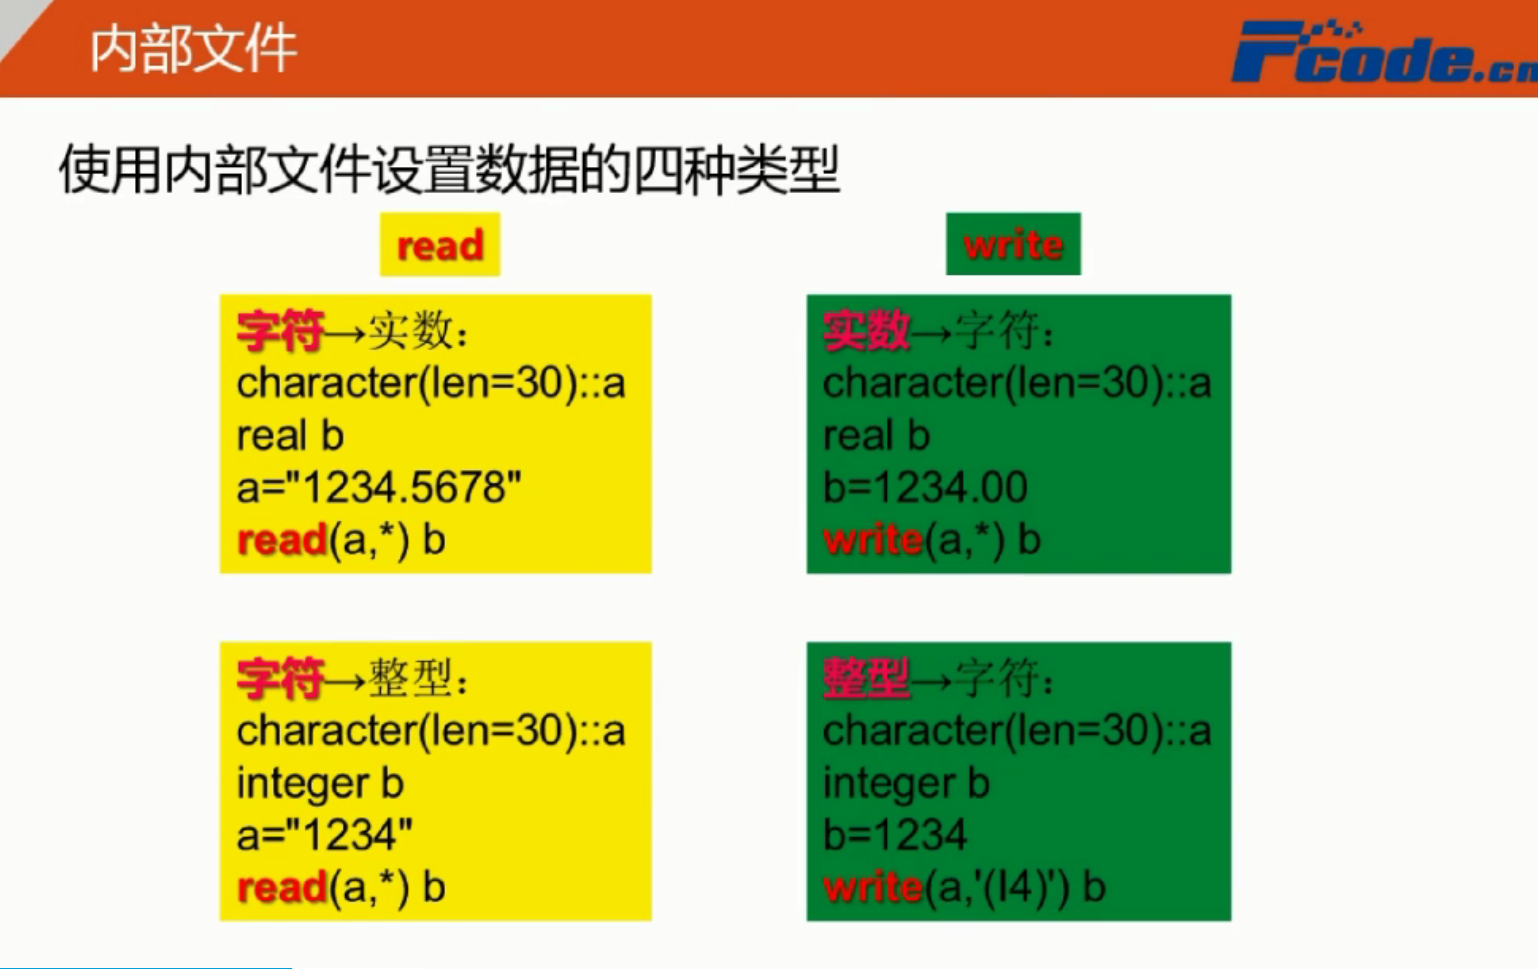 内部文件
Fcode.cn
使用内部文件设置数据的四种类型
read
字符→实数：
character(len=30)::a
real b
a="1234.5678"
read(a,*) b
字符→整型：
character(len=30)::a
integer b
a="1234"
read(a,*) b
write
实数→字符：
character(len=30)::a
real b
b=1234.00
write(a,*) b
整型→字符：
character(len=30)::a
integer b
b=1234
write(a,'(I4)') b